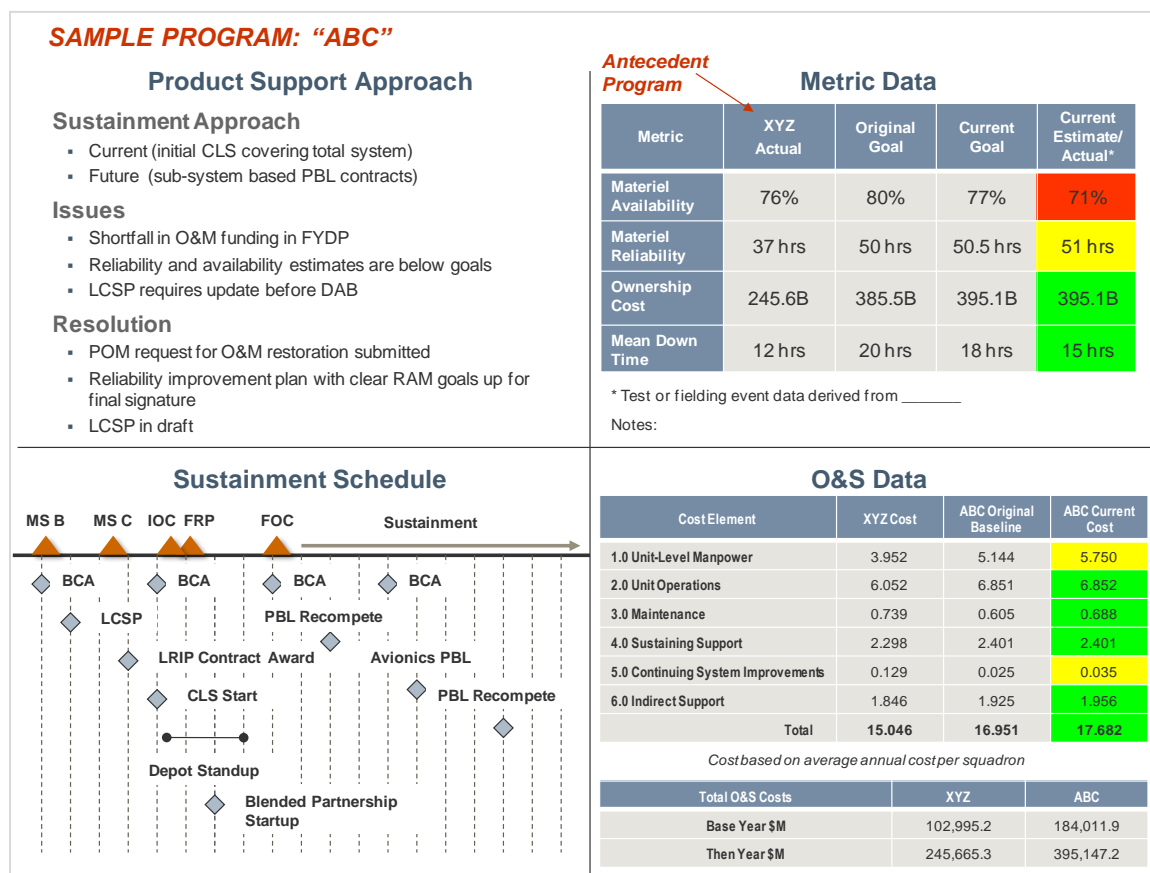 SAMPLE PROGRAM: “ABC”
Product Support Approach
Sustainment Approach
▪ Current (initial CLS covering total system)
▪ Future (sub-system based PBL contracts)
Issues
▪ Shortfall in O&M funding in FYDP
▪ Reliability and availability estimates are below goals
▪ LCSP requires update before DAB
Resolution
▪ POM request for O&M restoration submitted
▪ Reliability improvement plan with clear RAM goals up for
final signature
▪ LCSP in draft
Antecedent
Program
Metric Data
Metric | XYZ Actual | Original Goal | Current Goal | Current Estimate/ Actual*
Materiel Availability | 76% | 80% | 77% | 71%
Materiel Reliability | 37 hrs | 50 hrs | 50.5 hrs | 51 hrs
Ownership Cost | 245.6B | 385.5B | 395.1B | 395.1B
Mean Down Time | 12 hrs | 20 hrs | 18 hrs | 15 hrs
* Test or fielding event data derived from _______
Notes:
Sustainment Schedule
MS B MS C IOC FRP FOC Sustainment
BCA BCA BCA BCA
LCSP PBL Recompete
LRIP Contract Award Avionics PBL
CLS Start PBL Recompete
Depot Standup
Blended Partnership
Startup
O&S Data
Cost Element | XYZ Cost | ABC Original Baseline | ABC Current Cost
1.0 Unit-Level Manpower | 3.952 | 5.144 | 5.750
2.0 Unit Operations | 6.052 | 6.851 | 6.852
3.0 Maintenance | 0.739 | 0.605 | 0.688
4.0 Sustaining Support | 2.298 | 2.401 | 2.401
5.0 Continuing System Improvements | 0.129 | 0.025 | 0.035
6.0 Indirect Support | 1.846 | 1.925 | 1.956
Total | 15.046 | 16.951 | 17.682
Cost based on average annual cost per squadron
Total O&S Costs | XYZ | ABC
Base Year $M | 102,995.2 | 184,011.9
Then Year $M | 245,665.3 | 395,147.2